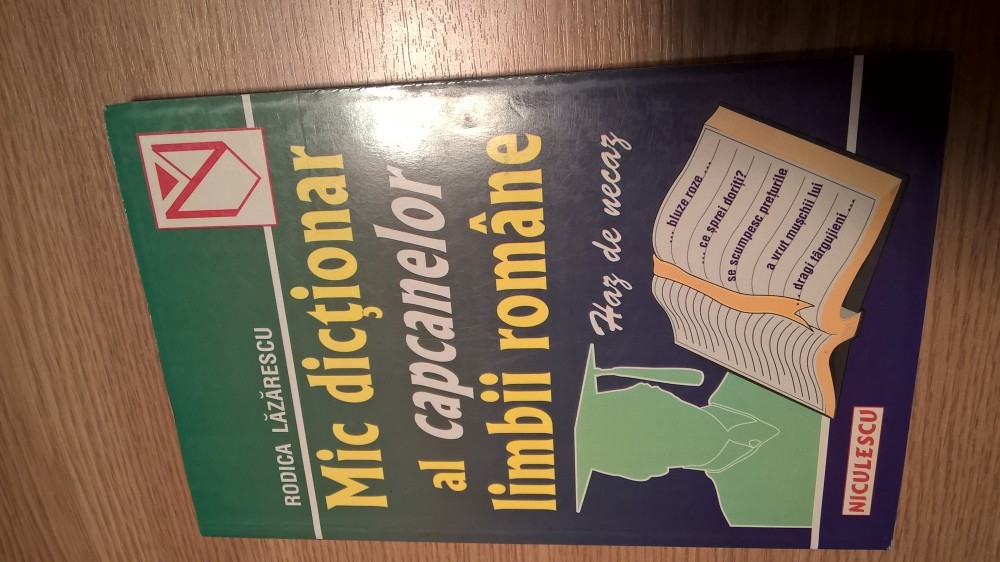 RODICA LĂZĂRESCU
Mic dicţionar
al capcanelor
limbii române
Haz de necaz
... bluze roze ...
... ce sprei doriţi?
se scumpesc preţurile
a vrut muşchii lui
...dragi târgujieni ...
NICULESCU